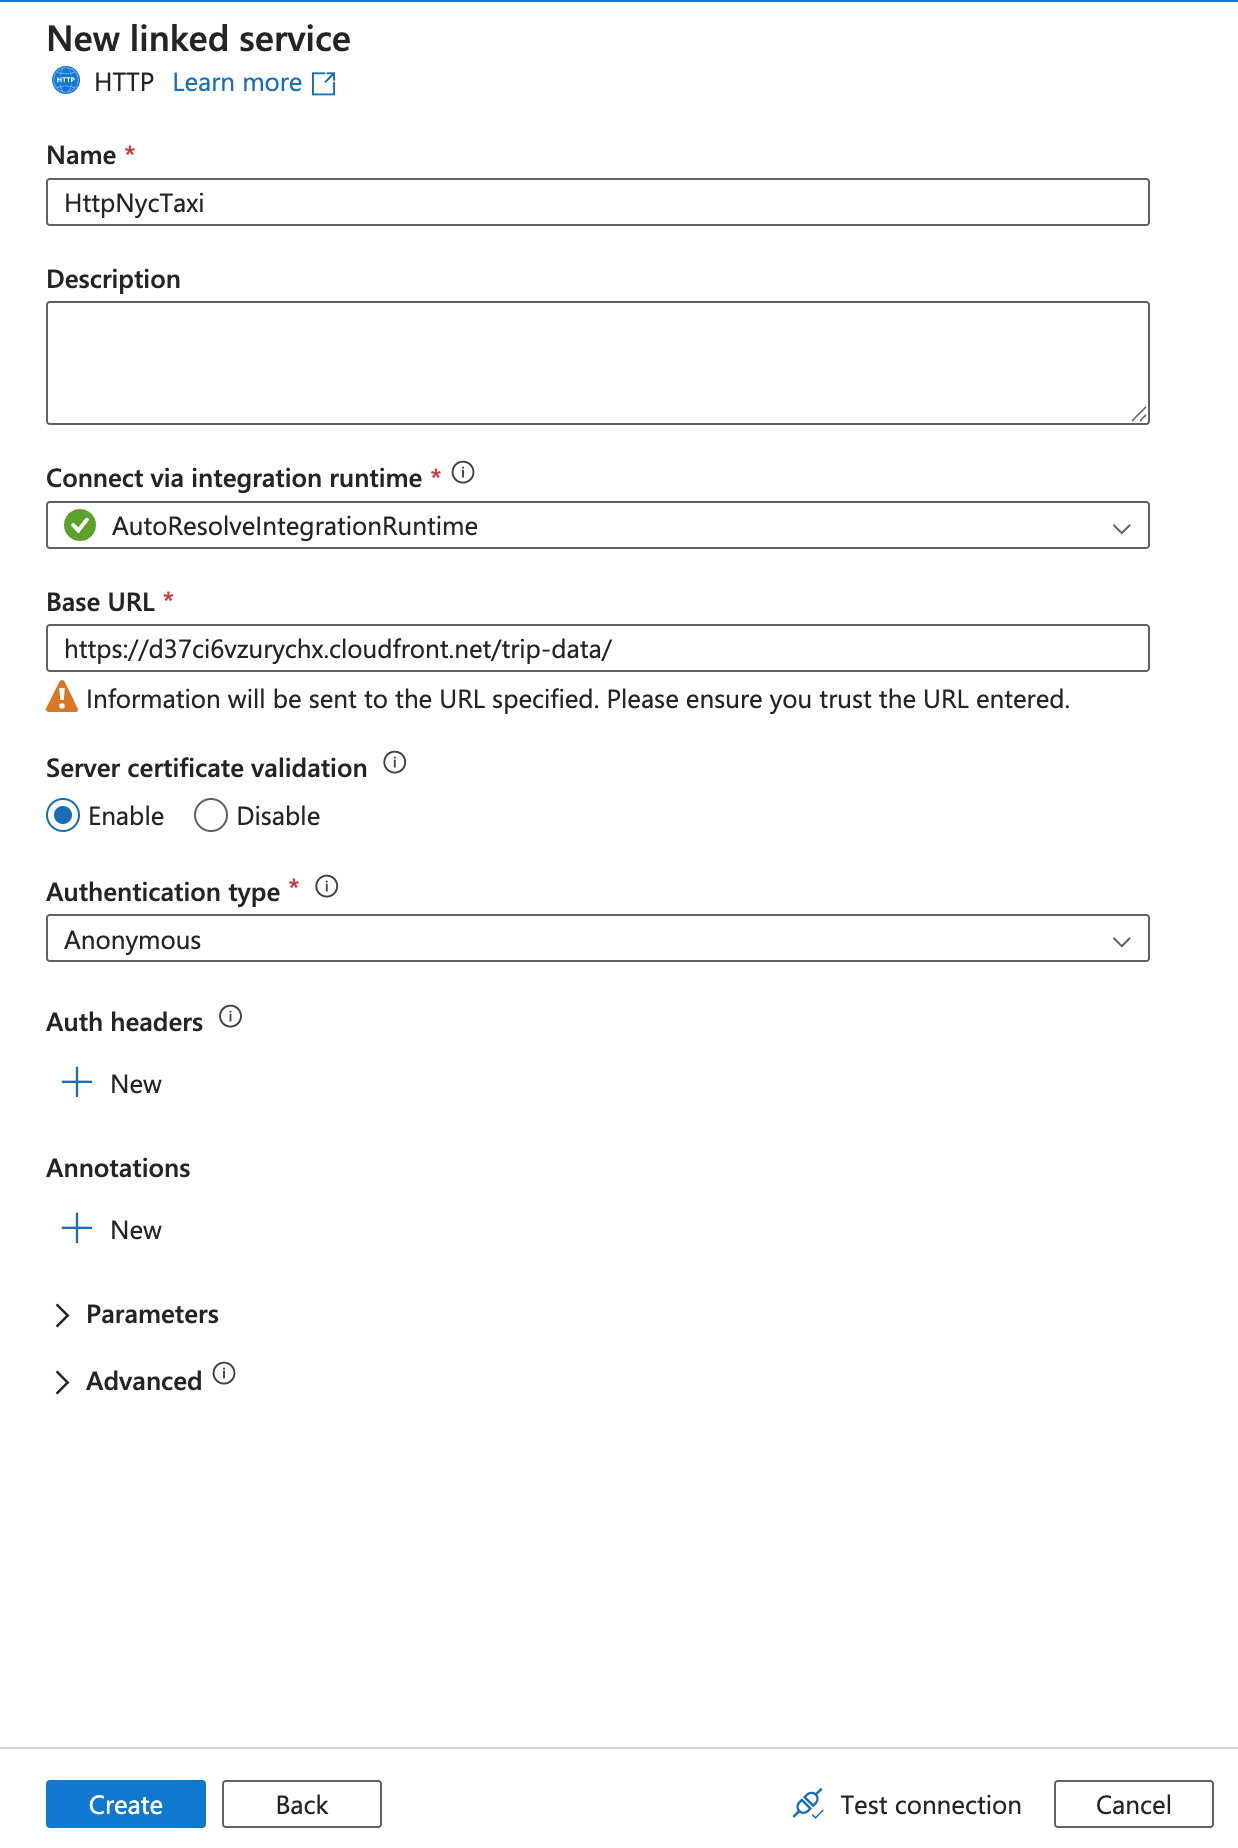 New linked service
HTTP HTTP Learn more
Name *
HttpNycTaxi
Description
Connect via integration runtime *
AutoResolveIntegrationRuntime
Base URL *
https://d37ci6vzurychx.cloudfront.net/trip-data/
Information will be sent to the URL specified. Please ensure you trust the URL entered.
Server certificate validation
Enable Disable
Authentication type *
Anonymous
Auth headers
New
Annotations
New
Parameters
Advanced
Create Back Test connection Cancel